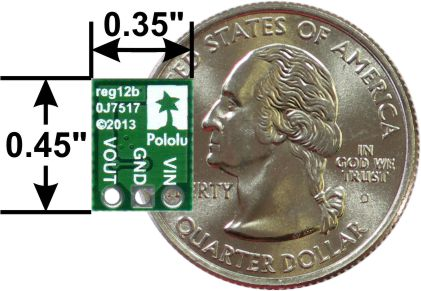 0.35"
0.45"
reg12b
0J7517
©2013
Pololu
VOUT
GND
VIN
STATES OF AMERICA
IN
GOD WE
TRUST
RTY
D
QUARTER DOLLAR